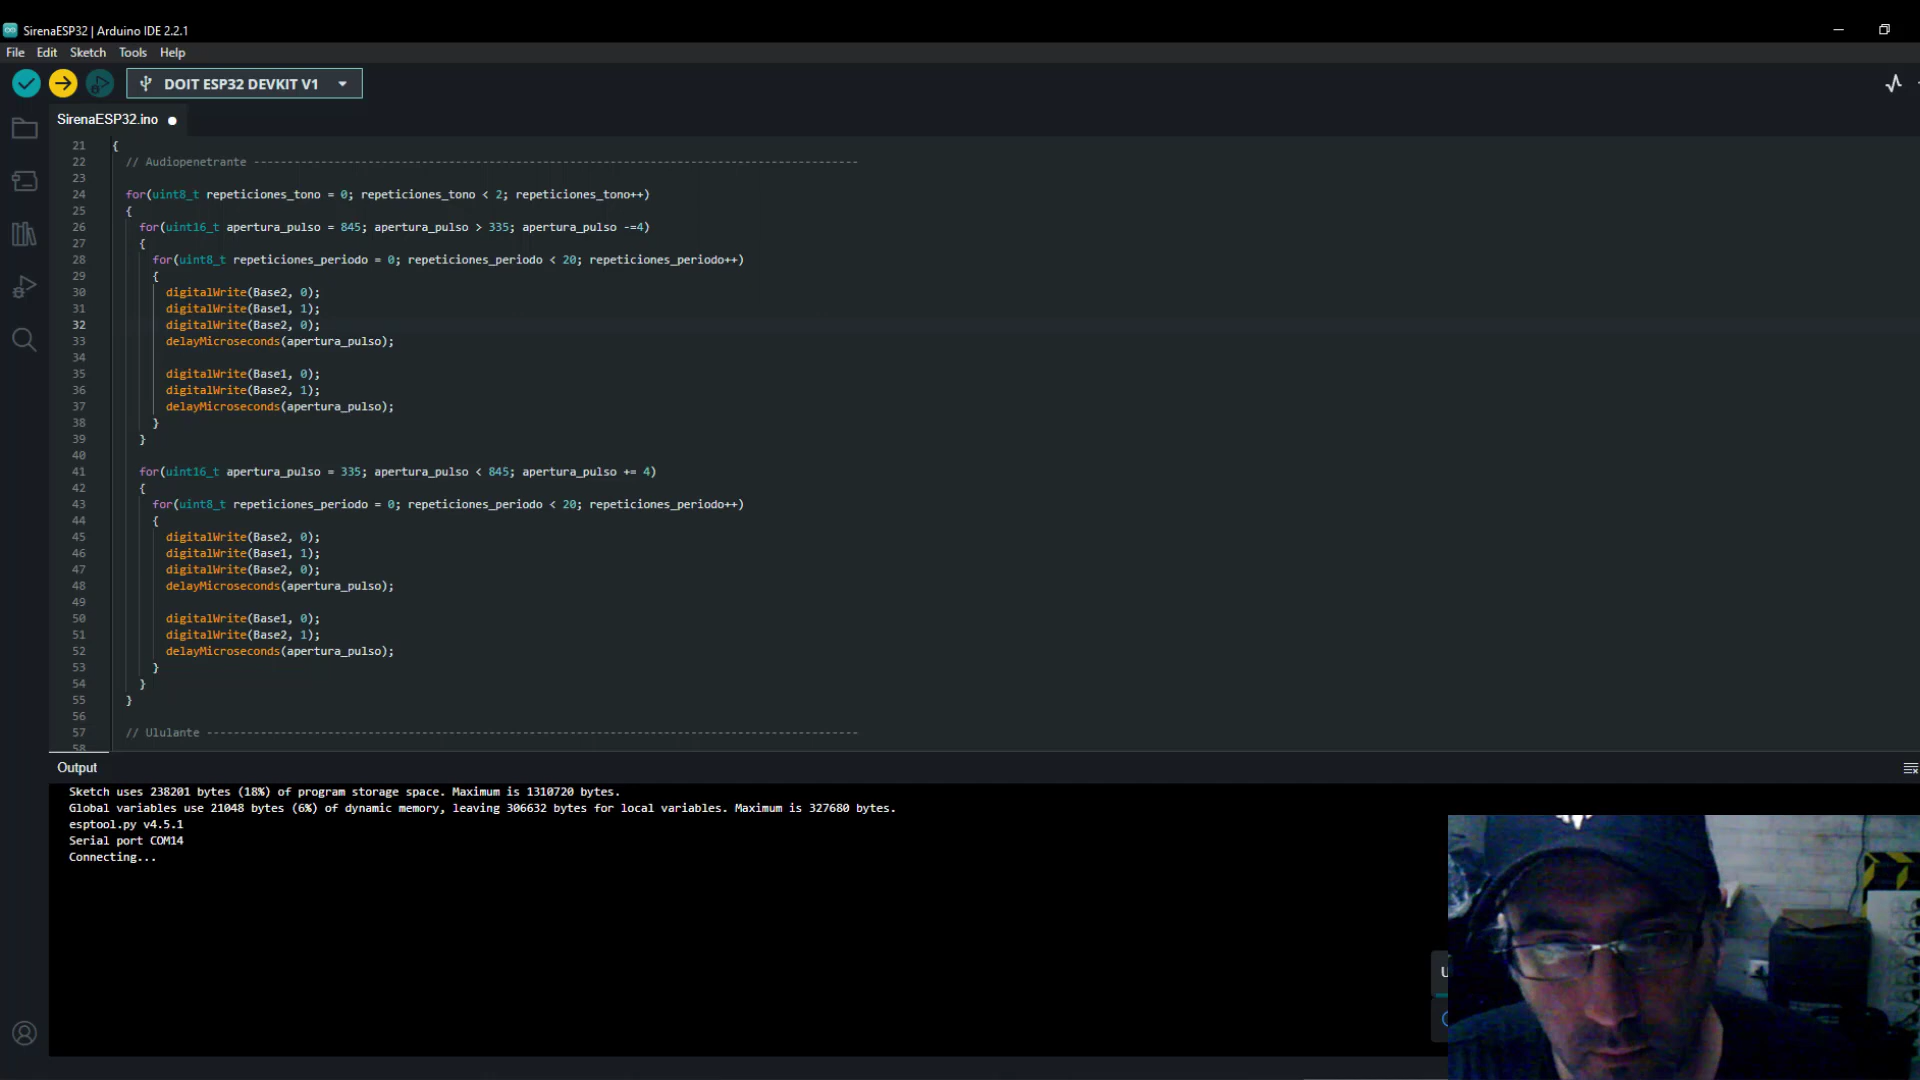 SirenaESP32 | Arduino IDE 2.2.1
File Edit Sketch Tools Help
DOIT ESP32 DEVKIT V1
SirenaESP32.ino
21 {
22 // Audiopenetrante ------------------------------------------------------------------------------------------
23
24 for(uint8_t repeticiones_tono = 0; repeticiones_tono < 2; repeticiones_tono++)
25 {
26 for(uint16_t apertura_pulso = 845; apertura_pulso > 335; apertura_pulso -=4)
27 {
28 for(uint8_t repeticiones_periodo = 0; repeticiones_periodo < 20; repeticiones_periodo++)
29 {
30 digitalWrite(Base2, 0);
31 digitalWrite(Base1, 1);
32 digitalWrite(Base2, 0);
33 delayMicroseconds(apertura_pulso);
34
35 digitalWrite(Base1, 0);
36 digitalWrite(Base2, 1);
37 delayMicroseconds(apertura_pulso);
38 }
39 }
40
41 for(uint16_t apertura_pulso = 335; apertura_pulso < 845; apertura_pulso += 4)
42 {
43 for(uint8_t repeticiones_periodo = 0; repeticiones_periodo < 20; repeticiones_periodo++)
44 {
45 digitalWrite(Base2, 0);
46 digitalWrite(Base1, 1);
47 digitalWrite(Base2, 0);
48 delayMicroseconds(apertura_pulso);
49
50 digitalWrite(Base1, 0);
51 digitalWrite(Base2, 1);
52 delayMicroseconds(apertura_pulso);
53 }
54 }
55 }
56
57 // Ululante -------------------------------------------------------------------------------------------------
58
Output
Sketch uses 238201 bytes (18%) of program storage space. Maximum is 1310720 bytes.
Global variables use 21048 bytes (6%) of dynamic memory, leaving 306632 bytes for local variables. Maximum is 327680 bytes.
esptool.py v4.5.1
Serial port COM14
Connecting...